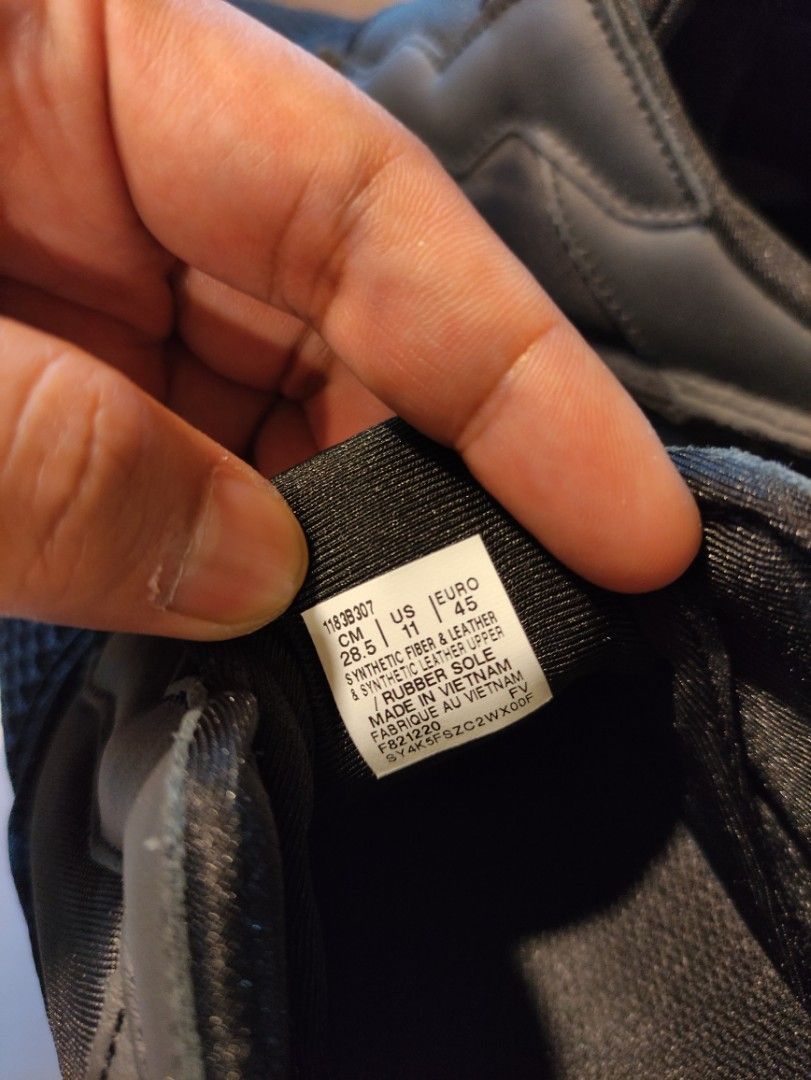 1183B307
CM | US | EURO
28.5 | 11 | 45
SYNTHETIC FIBER & LEATHER
& SYNTHETIC LEATHER UPPER
/ RUBBER SOLE
MADE IN VIETNAM
FABRIQUE AU VIETNAM
F821220 FV
SY4K5FSZC2WX00F